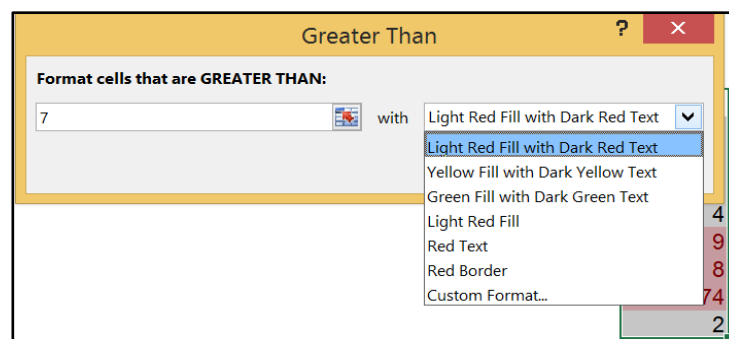 Greater Than ? ×
Format cells that are GREATER THAN:
7 with Light Red Fill with Dark Red Text
Light Red Fill with Dark Red Text
Yellow Fill with Dark Yellow Text
Green Fill with Dark Green Text
Light Red Fill
Red Text
Red Border
Custom Format...
4
9
8
74
2